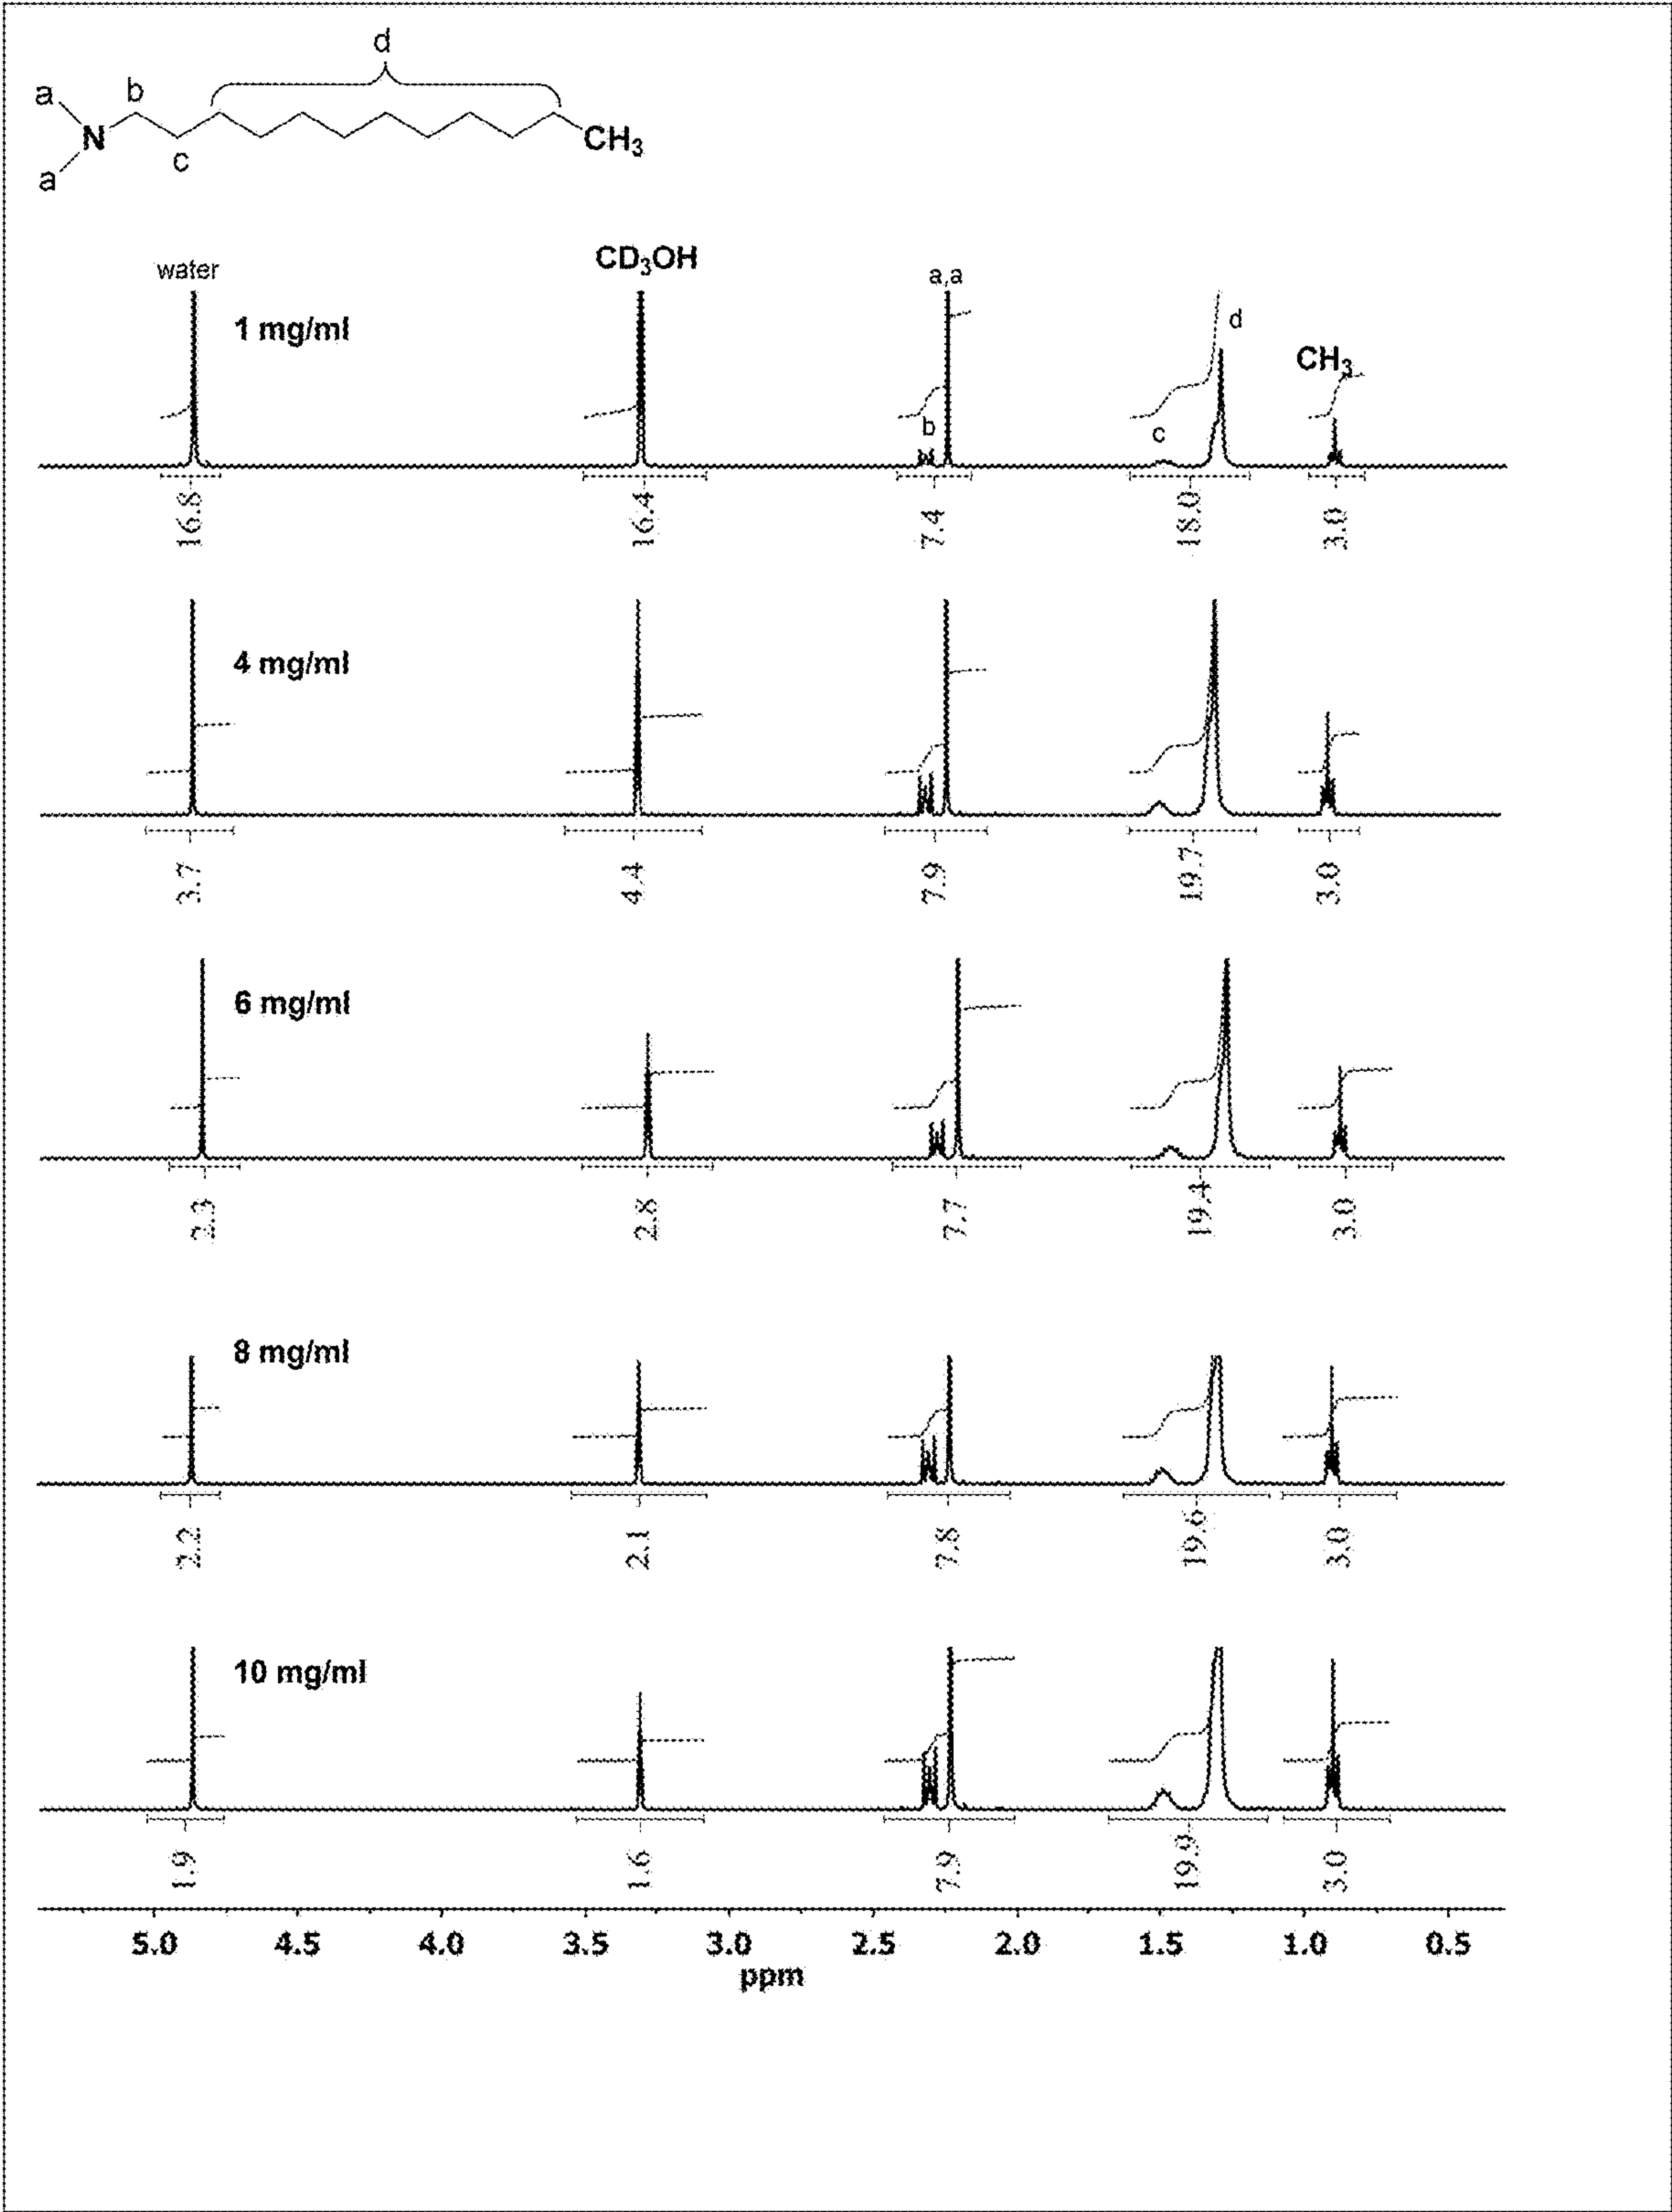 d
a
b
N
CH3
c
a
water
CD3OH
a,a
1 mg/ml
d
CH3
b
c
16.8
16.4
7.4
18.0
3.0
4 mg/ml
3.7
4.4
7.9
19.7
3.0
6 mg/ml
2.3
2.8
7.7
19.4
3.0
8 mg/ml
2.2
2.1
7.8
19.6
3.0
10 mg/ml
1.9
1.6
7.9
19.9
3.0
5.0 4.5 4.0 3.5 3.0 2.5 2.0 1.5 1.0 0.5
ppm